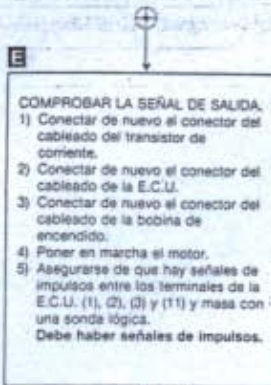 E
COMPROBAR LA SEÑAL DE SALIDA.
1) Conectar de nuevo el conector del
cableado del transistor de
corriente.
2) Conectar de nuevo el conector del
cableado de la E.C.U.
3) Conectar de nuevo el conector del
cableado de la bobina de
encendido.
4) Poner en marcha el motor.
5) Asegurarse de que hay señales de
impulsos entre los terminales de la
E.C.U. (1), (2), (3) y (11) y masa con
una sonda lógica.
Debe haber señales de impulsos.